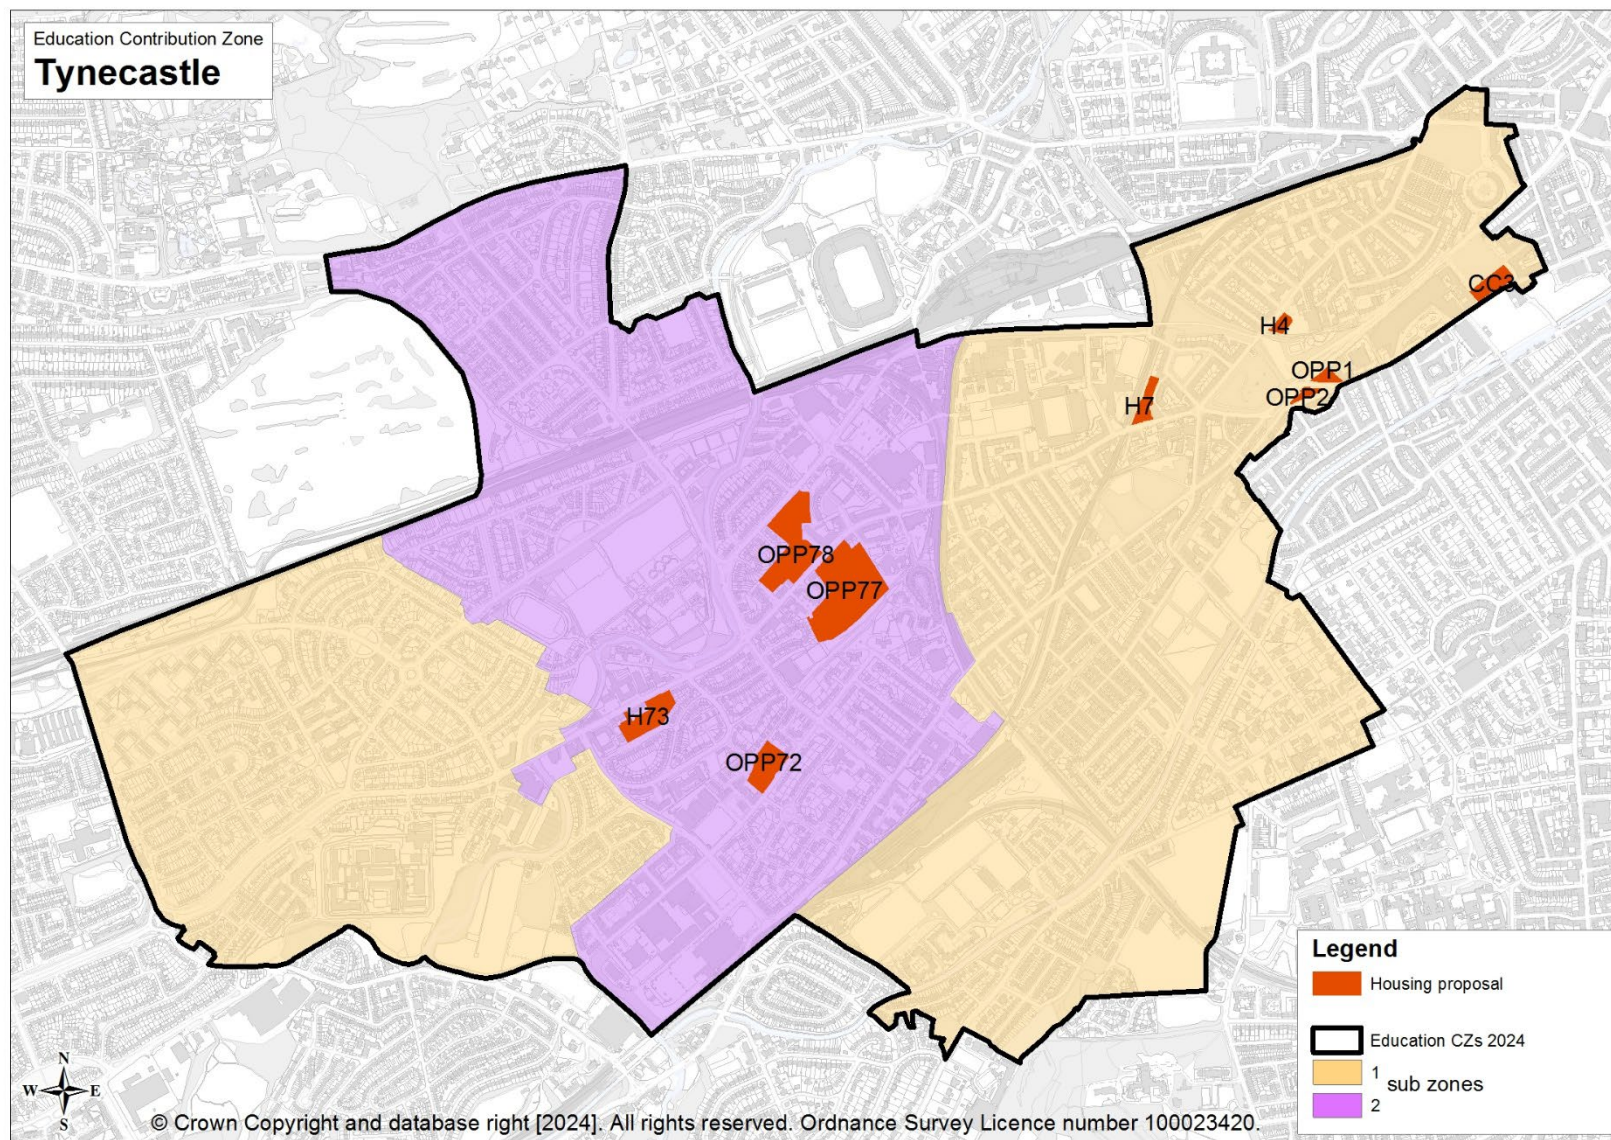 Education Contribution Zone
Tynecastle
CC3
H4
OPP1
OPP2
H7
OPP78
OPP77
H73
OPP72
Legend
Housing proposal
Education CZs 2024
1
sub zones
2
N
W E
S
© Crown Copyright and database right [2024]. All rights reserved. Ordnance Survey Licence number 100023420.